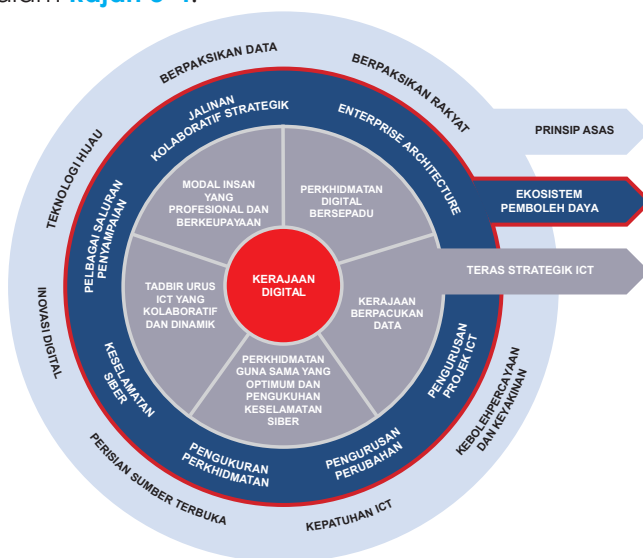 BERPAKSIKAN DATA
BERPAKSIKAN RAKYAT
TEKNOLOGI HIJAU
JALINAN
KOLABORATIF STRATEGIK
ENTERPRISE ARCHITECTURE
PRINSIP ASAS
EKOSISTEM
PEMBOLEH DAYA
TERAS STRATEGIK ICT
PELBAGAI SALURAN
PENYAMPAIAN
MODAL INSAN
YANG
PROFESIONAL DAN
BERKEUPAYAAN
PERKHIDMATAN
DIGITAL
BERSEPADU
KERAJAAN
DIGITAL
TADBIR URUS
ICT YANG
KOLABORATIF
DAN DINAMIK
KERAJAAN
BERPACUKAN
DATA
INOVASI DIGITAL
KESELAMATAN
SIBER
PERKHIDMATAN
GUNA SAMA YANG
OPTIMUM DAN
PENGUKUHAN
KESELAMATAN
SIBER
PENGURUSAN
PROJEK ICT
KEBOLEHPERCAYAAN
DAN KEYAKINAN
PENGUKURAN
PERKHIDMATAN
PENGURUSAN
PERUBAHAN
PERISIAN SUMBER TERBUKA
KEPATUHAN ICT